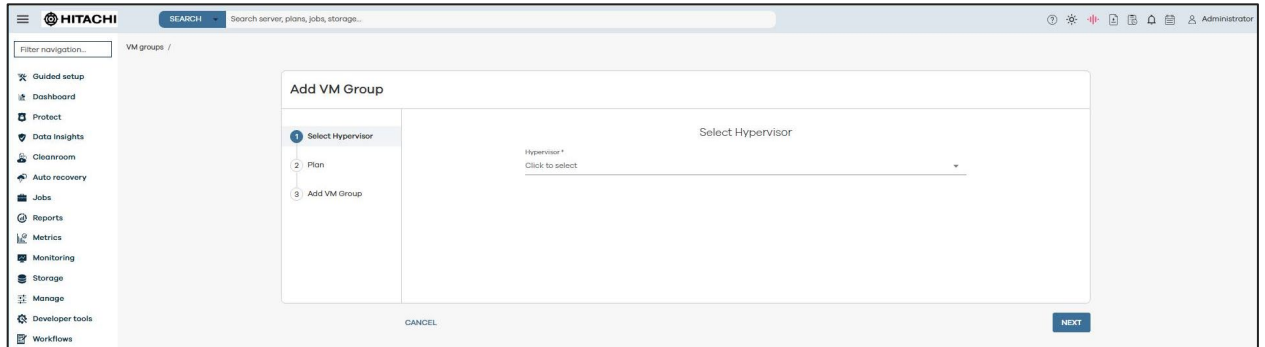 HITACHI
SEARCH
Search server, plans, jobs, storage...
Administrator
Filter navigation...
VM groups /
Guided setup
Dashboard
Protect
Data Insights
Cleanroom
Auto recovery
Jobs
Reports
Metrics
Monitoring
Storage
Manage
Developer tools
Workflows
Add VM Group
1 Select Hypervisor
2 Plan
3 Add VM Group
Select Hypervisor
Hypervisor *
Click to select
CANCEL
NEXT